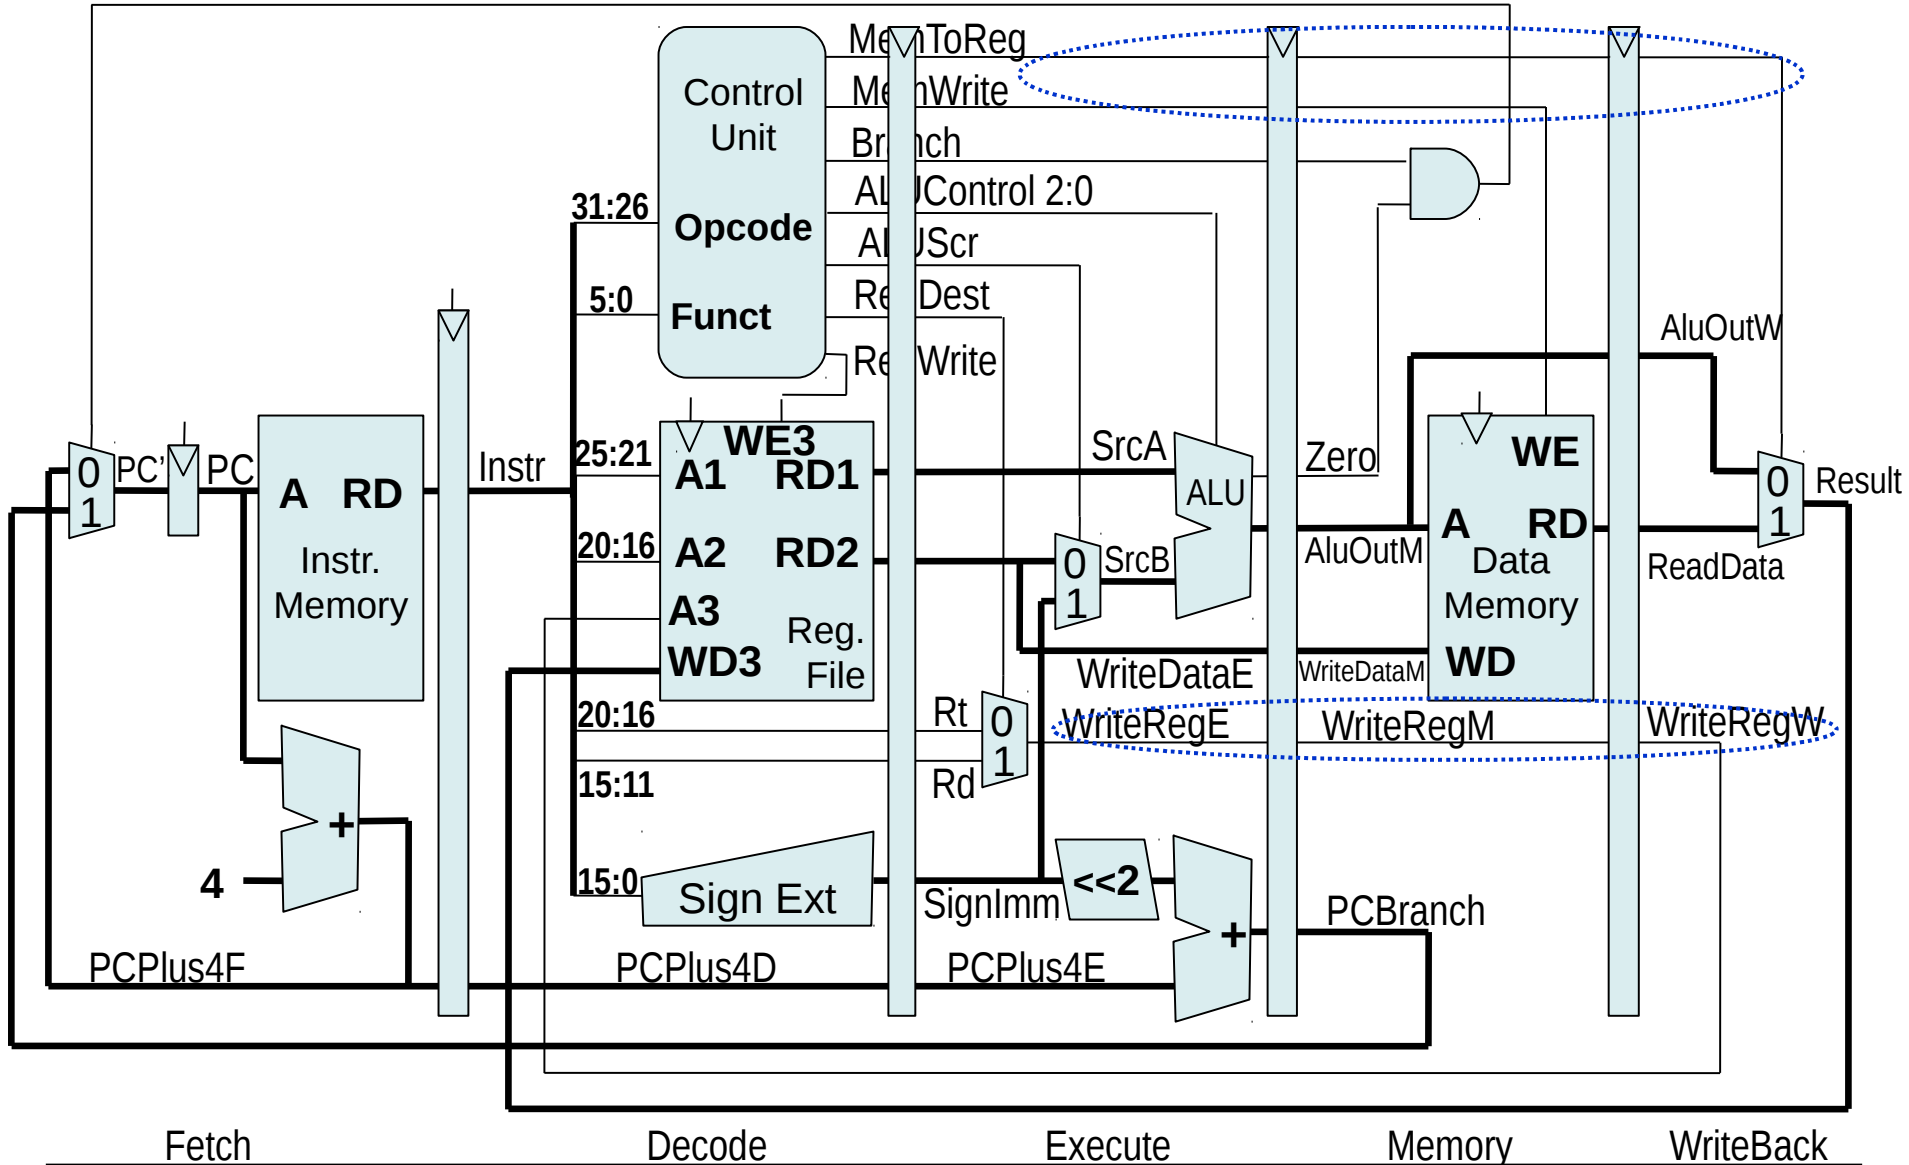 MemToReg
Control
Unit
MemWrite
Branch
ALUControl 2:0
31:26
Opcode
ALUScr
5:0
Funct
RegDest
RegWrite
AluOutW
0
1
PC'
PC
A RD
Instr.
Memory
Instr
25:21
WE3
A1 RD1
20:16
A2 RD2
A3
Reg.
File
WD3
SrcA
ALU
Zero
0
1
SrcB
AluOutM
WE
A RD
Data
Memory
WD
0
1
Result
ReadData
WriteDataE
WriteDataM
20:16
Rt
0
1
WriteRegE
WriteRegM
WriteRegW
15:11
Rd
+
4
15:0
Sign Ext
SignImm
<<2
+
PCBranch
PCPlus4F
PCPlus4D
PCPlus4E
Fetch
Decode
Execute
Memory
WriteBack